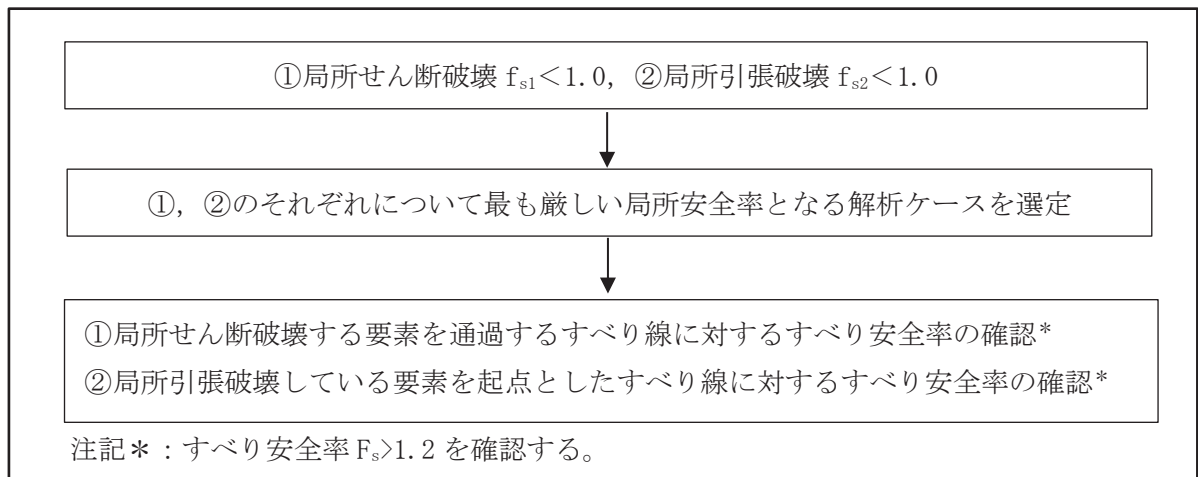 ①局所せん断破壊 fs1＜1.0, ②局所引張破壊 fs2＜1.0
①, ②のそれぞれについて最も厳しい局所安全率となる解析ケースを選定
①局所せん断破壊する要素を通過するすべり線に対するすべり安全率の確認*
②局所引張破壊している要素を起点としたすべり線に対するすべり安全率の確認*
注記＊：すべり安全率 Fs>1.2 を確認する。